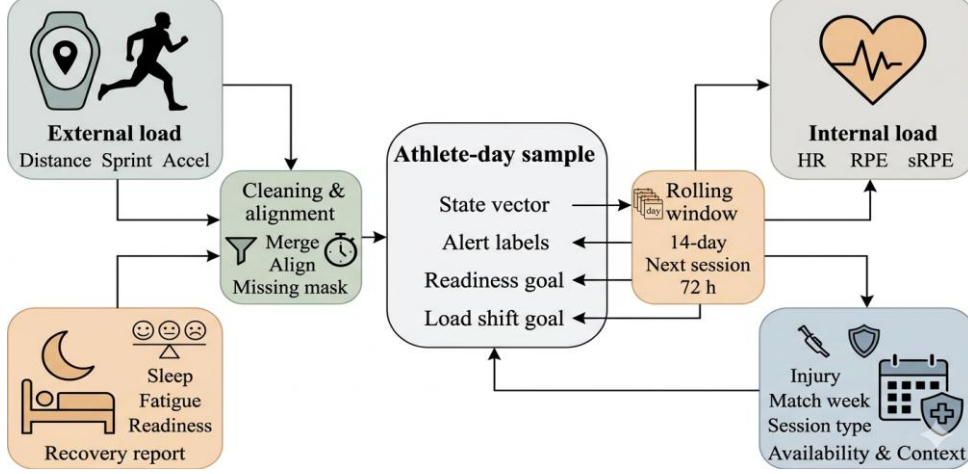 External load
Distance Sprint Accel
Cleaning &
alignment
Merge
Align
Missing mask
Sleep
Fatigue
Readiness
Recovery report
Athlete-day sample
State vector
Alert labels
Readiness goal
Load shift goal
day
Rolling
window
14-day
Next session
72 h
Internal load
HR RPE sRPE
Injury
Match week
Session type
Availability & Context